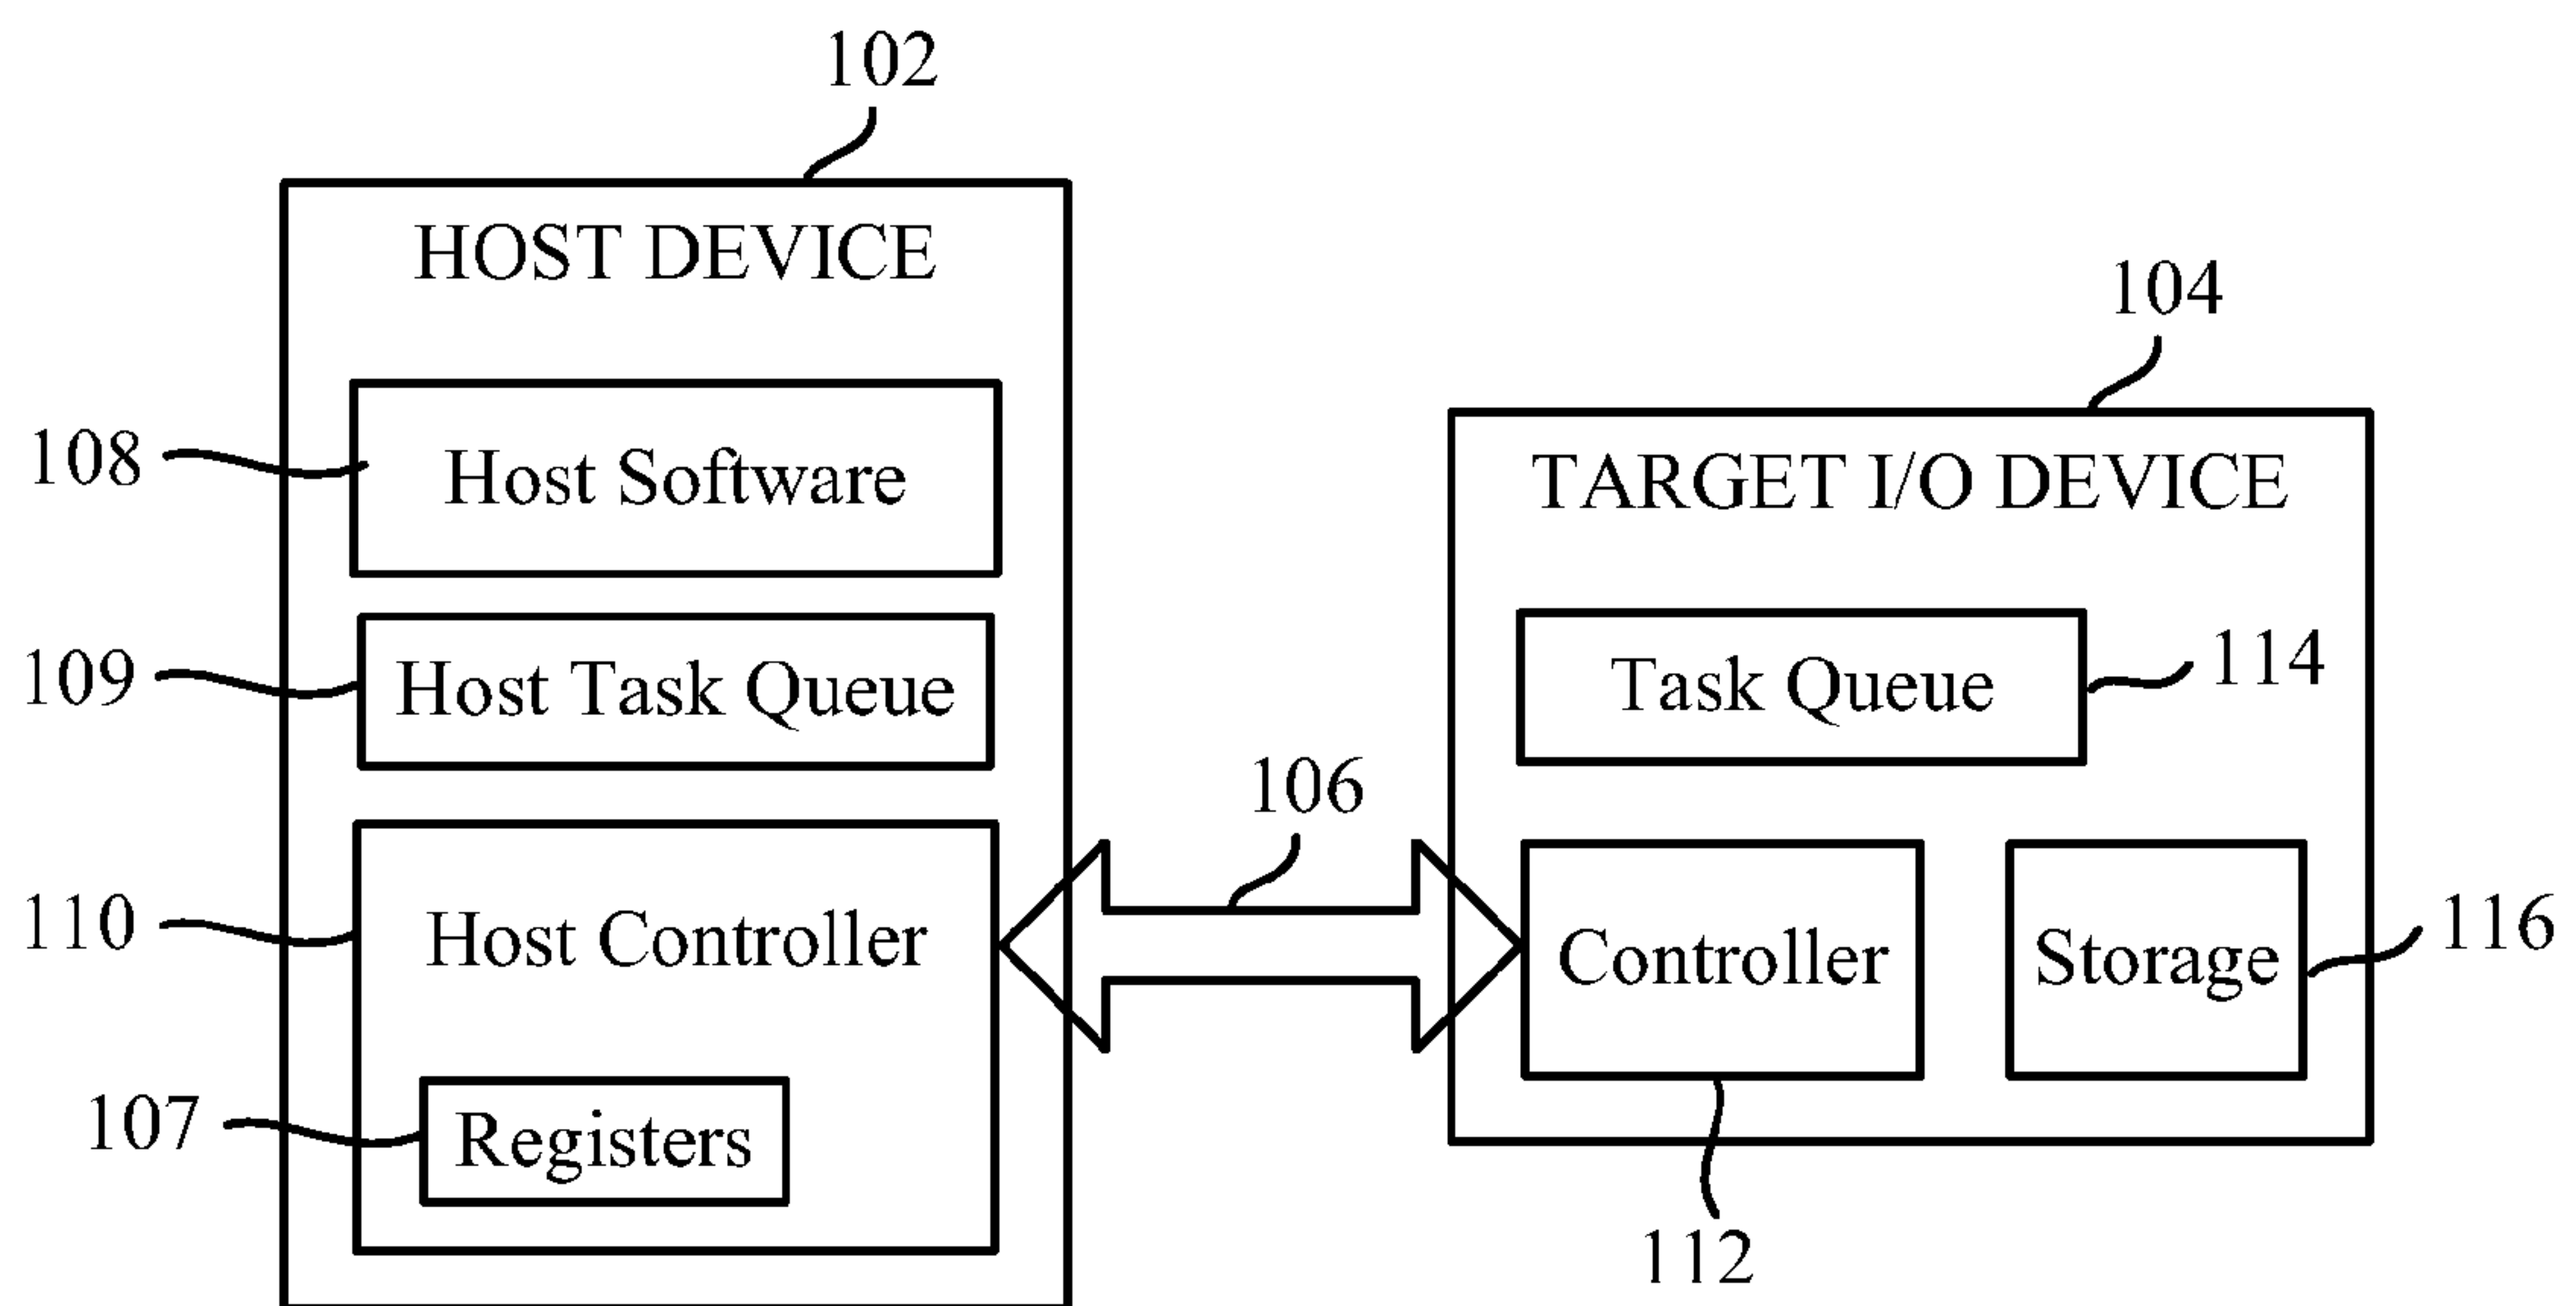 102
HOST DEVICE
104
108
Host Software
TARGET I/O DEVICE
109
Host Task Queue
Task Queue
114
106
110
Host Controller
Controller
Storage
116
107
Registers
112